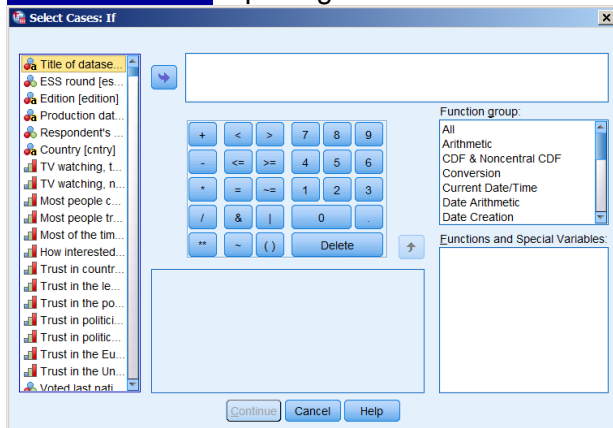 Select Cases: If
Title of datase...
ESS round [es...
Edition [edition]
Production dat...
Respondent's ...
Country [cntry]
TV watching, t...
TV watching, n...
Most people c...
Most people tr...
Most of the tim...
How interested...
Trust in countr...
Trust in the le...
Trust in the po...
Trust in politici...
Trust in politic...
Trust in the Eu...
Trust in the Un...
Voted last nati...
+ < > 7 8 9
- <= >= 4 5 6
* = ~= 1 2 3
/ & | 0 .
** ~ () Delete
Function group:
All
Arithmetic
CDF & Noncentral CDF
Conversion
Current Date/Time
Date Arithmetic
Date Creation
Functions and Special Variables:
Continue Cancel Help